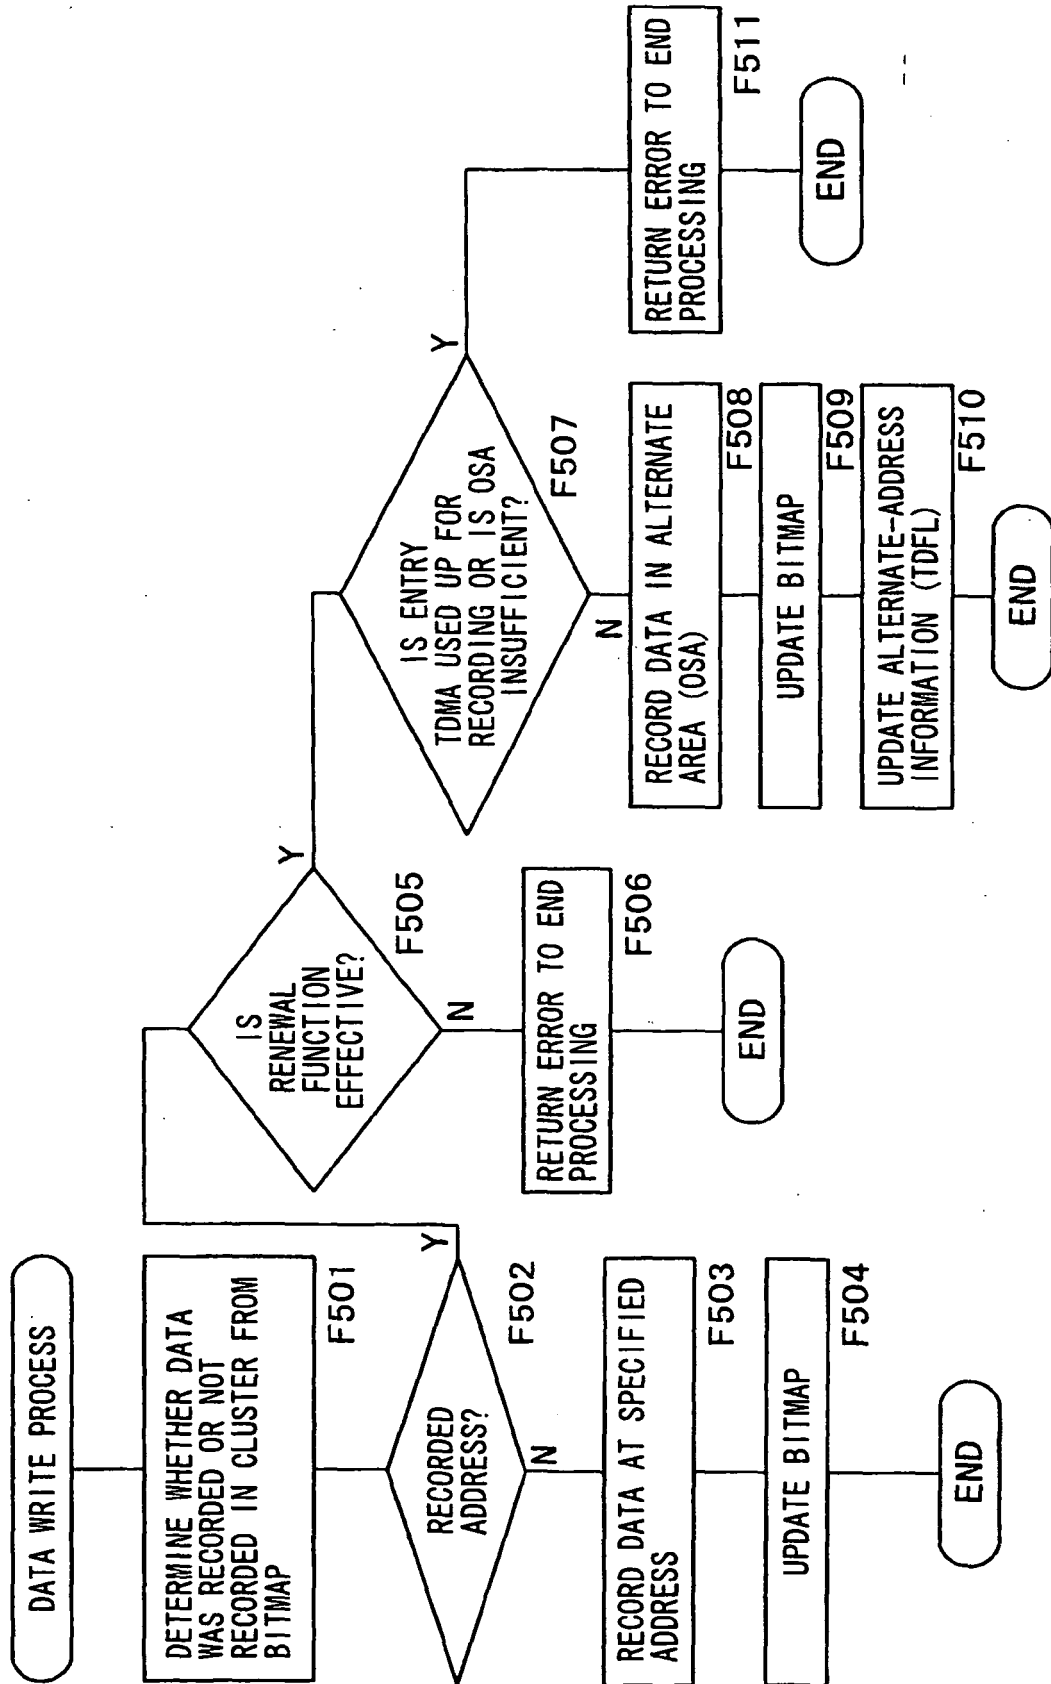 DATA WRITE PROCESS
DETERMINE WHETHER DATA
WAS RECORDED OR NOT
RECORDED IN CLUSTER FROM
BITMAP
F501
RECORDED
ADDRESS?
F502
Y
N
RECORD DATA AT SPECIFIED
ADDRESS
F503
UPDATE BITMAP
F504
END
IS
RENEWAL
FUNCTION
EFFECTIVE?
F505
Y
N
RETURN ERROR TO END
PROCESSING
F506
END
IS ENTRY
TDMA USED UP FOR
RECORDING OR IS OSA
INSUFFICIENT?
F507
Y
N
RECORD DATA IN ALTERNATE
AREA (OSA)
F508
UPDATE BITMAP
F509
UPDATE ALTERNATE-ADDRESS
INFORMATION (TDFL)
F510
END
RETURN ERROR TO END
PROCESSING
F511
END